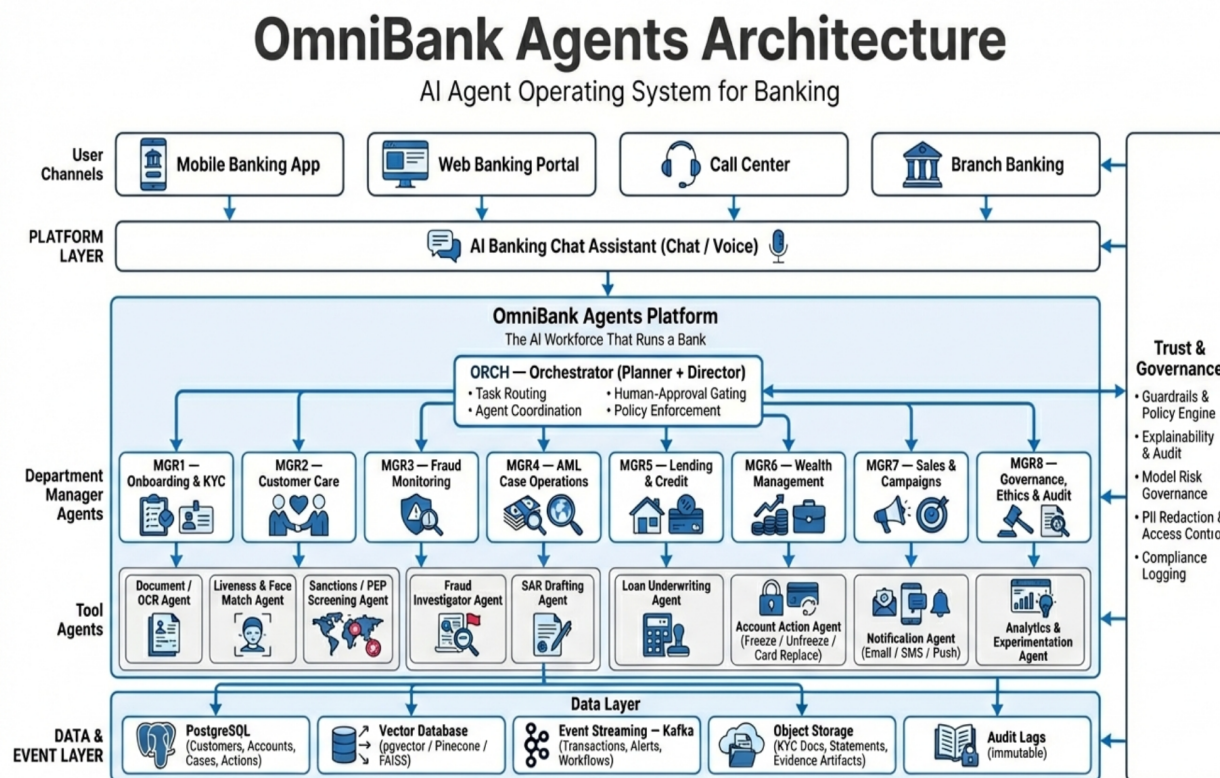 OmniBank Agents Architecture
AI Agent Operating System for Banking
User
Channels
Mobile Banking App
Web Banking Portal
Call Center
Branch Banking
PLATFORM
LAYER
AI Banking Chat Assistant (Chat / Voice)
OmniBank Agents Platform
The AI Workforce That Runs a Bank
ORCH — Orchestrator (Planner + Director)
• Task Routing
• Agent Coordination
• Human-Approval Gating
• Policy Enforcement
Department
Manager
Agents
MGR1 —
Onboarding & KYC
MGR2 —
Customer Care
MGR3 — Fraud
Monitoring
MGR4 — AML
Case Operations
MGR5 — Lending
& Credit
MGR6 — Wealth
Management
MGR7 — Sales &
Campaigns
MGR8 —
Governance,
Ethics & Audit
Tool
Agents
Document /
OCR Agent
Liveness & Fece
Match Agent
Sanctions / PEP
Screening Agent
Fraud
Investigator Agent
SAR Drafting
Agent
Loan Underwriting
Agent
Account Action Agent
(Freeze / Unfreeze /
Card Replace)
Notification Agent
(Email / SMS / Push)
Analytics &
Experimentation
Agent
Trust &
Governance
• Guardrails &
Policy Engine
• Explainability
& Audit
• Model Risk
Governance
• PII Redaction &
Access Contro
• Compliance
Logging
DATA &
EVENT LAYER
Data Layer
PostgreSQL
(Customers, Accounts,
Cases, Actions)
Vector Database
(pgvector / Pinecone /
FAISS)
Event Streaming — Kafka
(Transactions, Alerts,
Workflows)
Object Storage
(KYC Docs, Statements,
Evidence Artifacts)
Audit Lags
(immutable)